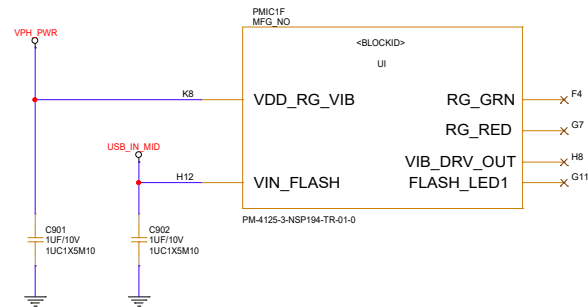 PMIC1F
MFG_NO
VPH_PWR
<BLOCKID>
UI
K8
VDD_RG_VIB
RG_GRN
F4
RG_RED
G7
USB_IN_MID
VIB_DRV_OUT
H8
H12
VIN_FLASH
FLASH_LED1
G11
PM-4125-3-NSP194-TR-01-0
C901
1UF/10V
1UC1X5M10
C902
1UF/10V
1UC1X5M10